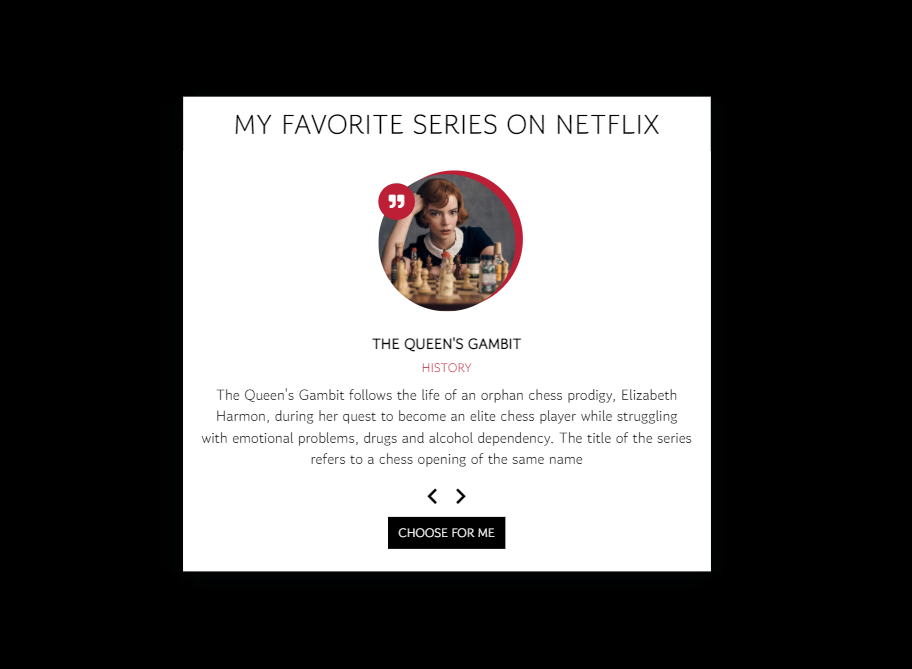 MY FAVORITE SERIES ON NETFLIX
THE QUEEN'S GAMBIT
HISTORY
The Queen's Gambit follows the life of an orphan chess prodigy, Elizabeth
Harmon, during her quest to become an elite chess player while struggling
with emotional problems, drugs and alcohol dependency. The title of the series
refers to a chess opening of the same name
CHOOSE FOR ME